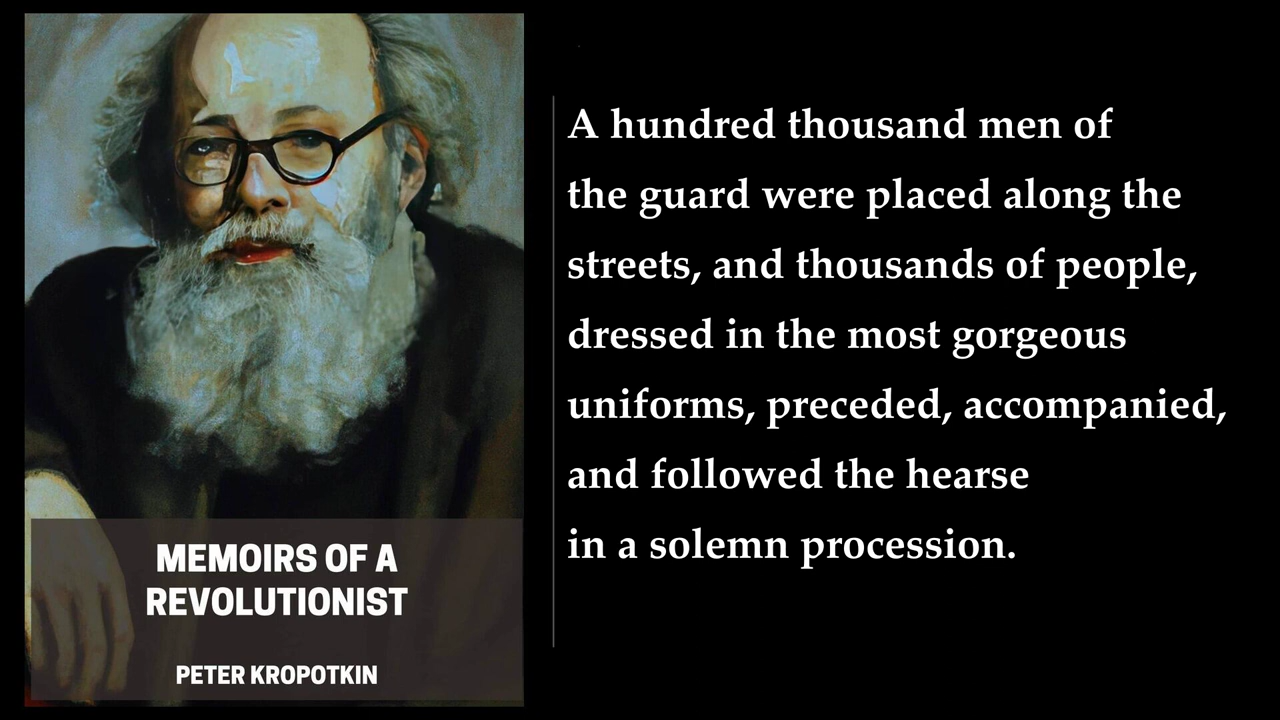 MEMOIRS OF A
REVOLUTIONIST
PETER KROPOTKIN
A hundred thousand men of
the guard were placed along the
streets, and thousands of people,
dressed in the most gorgeous
uniforms, preceded, accompanied,
and followed the hearse
in a solemn procession.